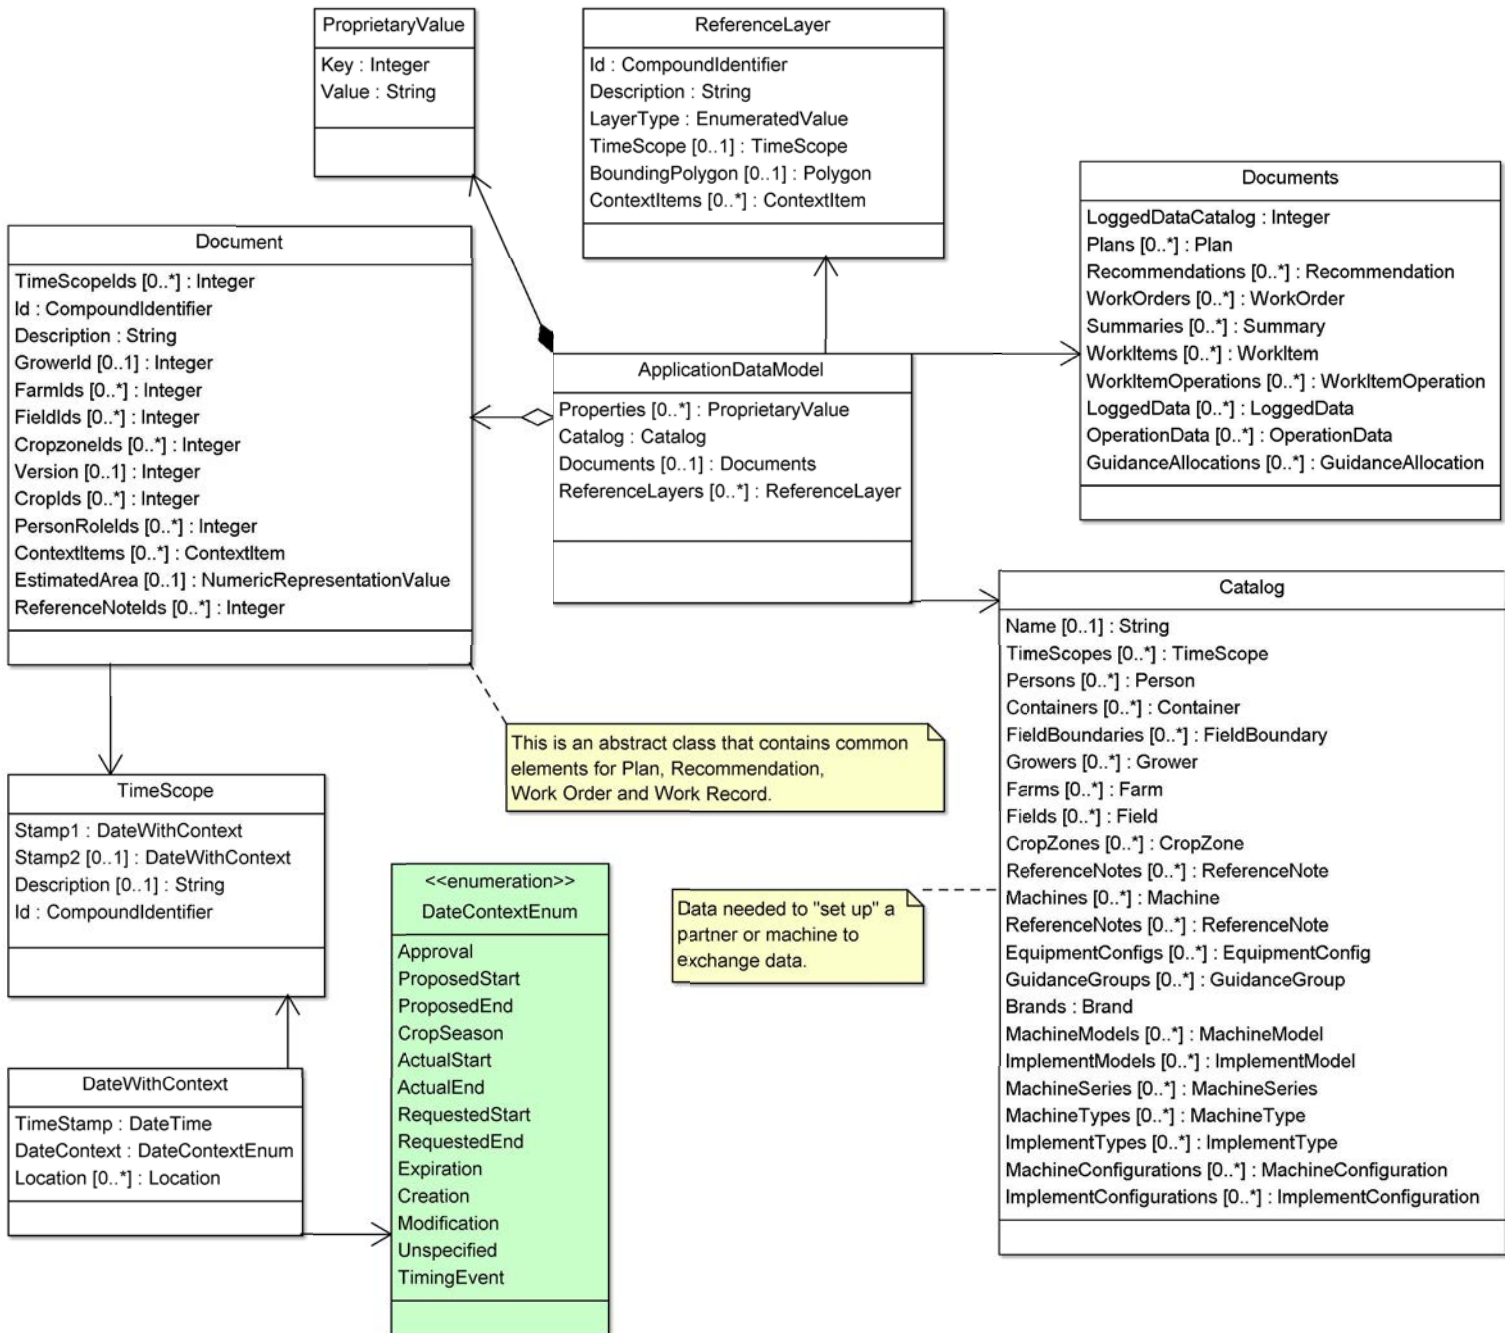 ProprietaryValue
Key : Integer
Value : String
ReferenceLayer
Id : CompoundIdentifier
Description : String
LayerType : EnumeratedValue
TimeScope [0..1] : TimeScope
BoundingPolygon [0..1] : Polygon
ContextItems [0..*] : ContextItem
Documents
LoggedDataCatalog : Integer
Plans [0..*] : Plan
Recommendations [0..*] : Recommendation
WorkOrders [0..*] : WorkOrder
Summaries [0..*] : Summary
WorkItems [0..*] : WorkItem
WorkItemOperations [0..*] : WorkItemOperation
LoggedData [0..*] : LoggedData
OperationData [0..*] : OperationData
GuidanceAllocations [0..*] : GuidanceAllocation
Document
TimeScopeIds [0..*] : Integer
Id : CompoundIdentifier
Description : String
GrowerId [0..1] : Integer
FarmIds [0..*] : Integer
FieldIds [0..*] : Integer
CropzoneIds [0..*] : Integer
Version [0..1] : Integer
CropIds [0..*] : Integer
PersonRoleIds [0..*] : Integer
ContextItems [0..*] : ContextItem
EstimatedArea [0..1] : NumericRepresentationValue
ReferenceNoteIds [0..*] : Integer
ApplicationDataModel
Properties [0..*] : ProprietaryValue
Catalog : Catalog
Documents [0..1] : Documents
ReferenceLayers [0..*] : ReferenceLayer
Catalog
Name [0..1] : String
TimeScopes [0..*] : TimeScope
Persons [0..*] : Person
Containers [0..*] : Container
FieldBoundaries [0..*] : FieldBoundary
Growers [0..*] : Grower
Farms [0..*] : Farm
Fields [0..*] : Field
CropZones [0..*] : CropZone
ReferenceNotes [0..*] : ReferenceNote
Machines [0..*] : Machine
ReferenceNotes [0..*] : ReferenceNote
EquipmentConfigs [0..*] : EquipmentConfig
GuidanceGroups [0..*] : GuidanceGroup
Brands : Brand
MachineModels [0..*] : MachineModel
ImplementModels [0..*] : ImplementModel
MachineSeries [0..*] : MachineSeries
MachineTypes [0..*] : MachineType
ImplementTypes [0..*] : ImplementType
MachineConfigurations [0..*] : MachineConfiguration
ImplementConfigurations [0..*] : ImplementConfiguration
This is an abstract class that contains common
elements for Plan, Recommendation,
Work Order and Work Record.
TimeScope
Stamp1 : DateWithContext
Stamp2 [0..1] : DateWithContext
Description [0..1] : String
Id : CompoundIdentifier
<<enumeration>>
DateContextEnum
Approval
ProposedStart
ProposedEnd
CropSeason
ActualStart
ActualEnd
RequestedStart
RequestedEnd
Expiration
Creation
Modification
Unspecified
TimingEvent
Data needed to "set up" a
partner or machine to
exchange data.
DateWithContext
TimeStamp : DateTime
DateContext : DateContextEnum
Location [0..*] : Location